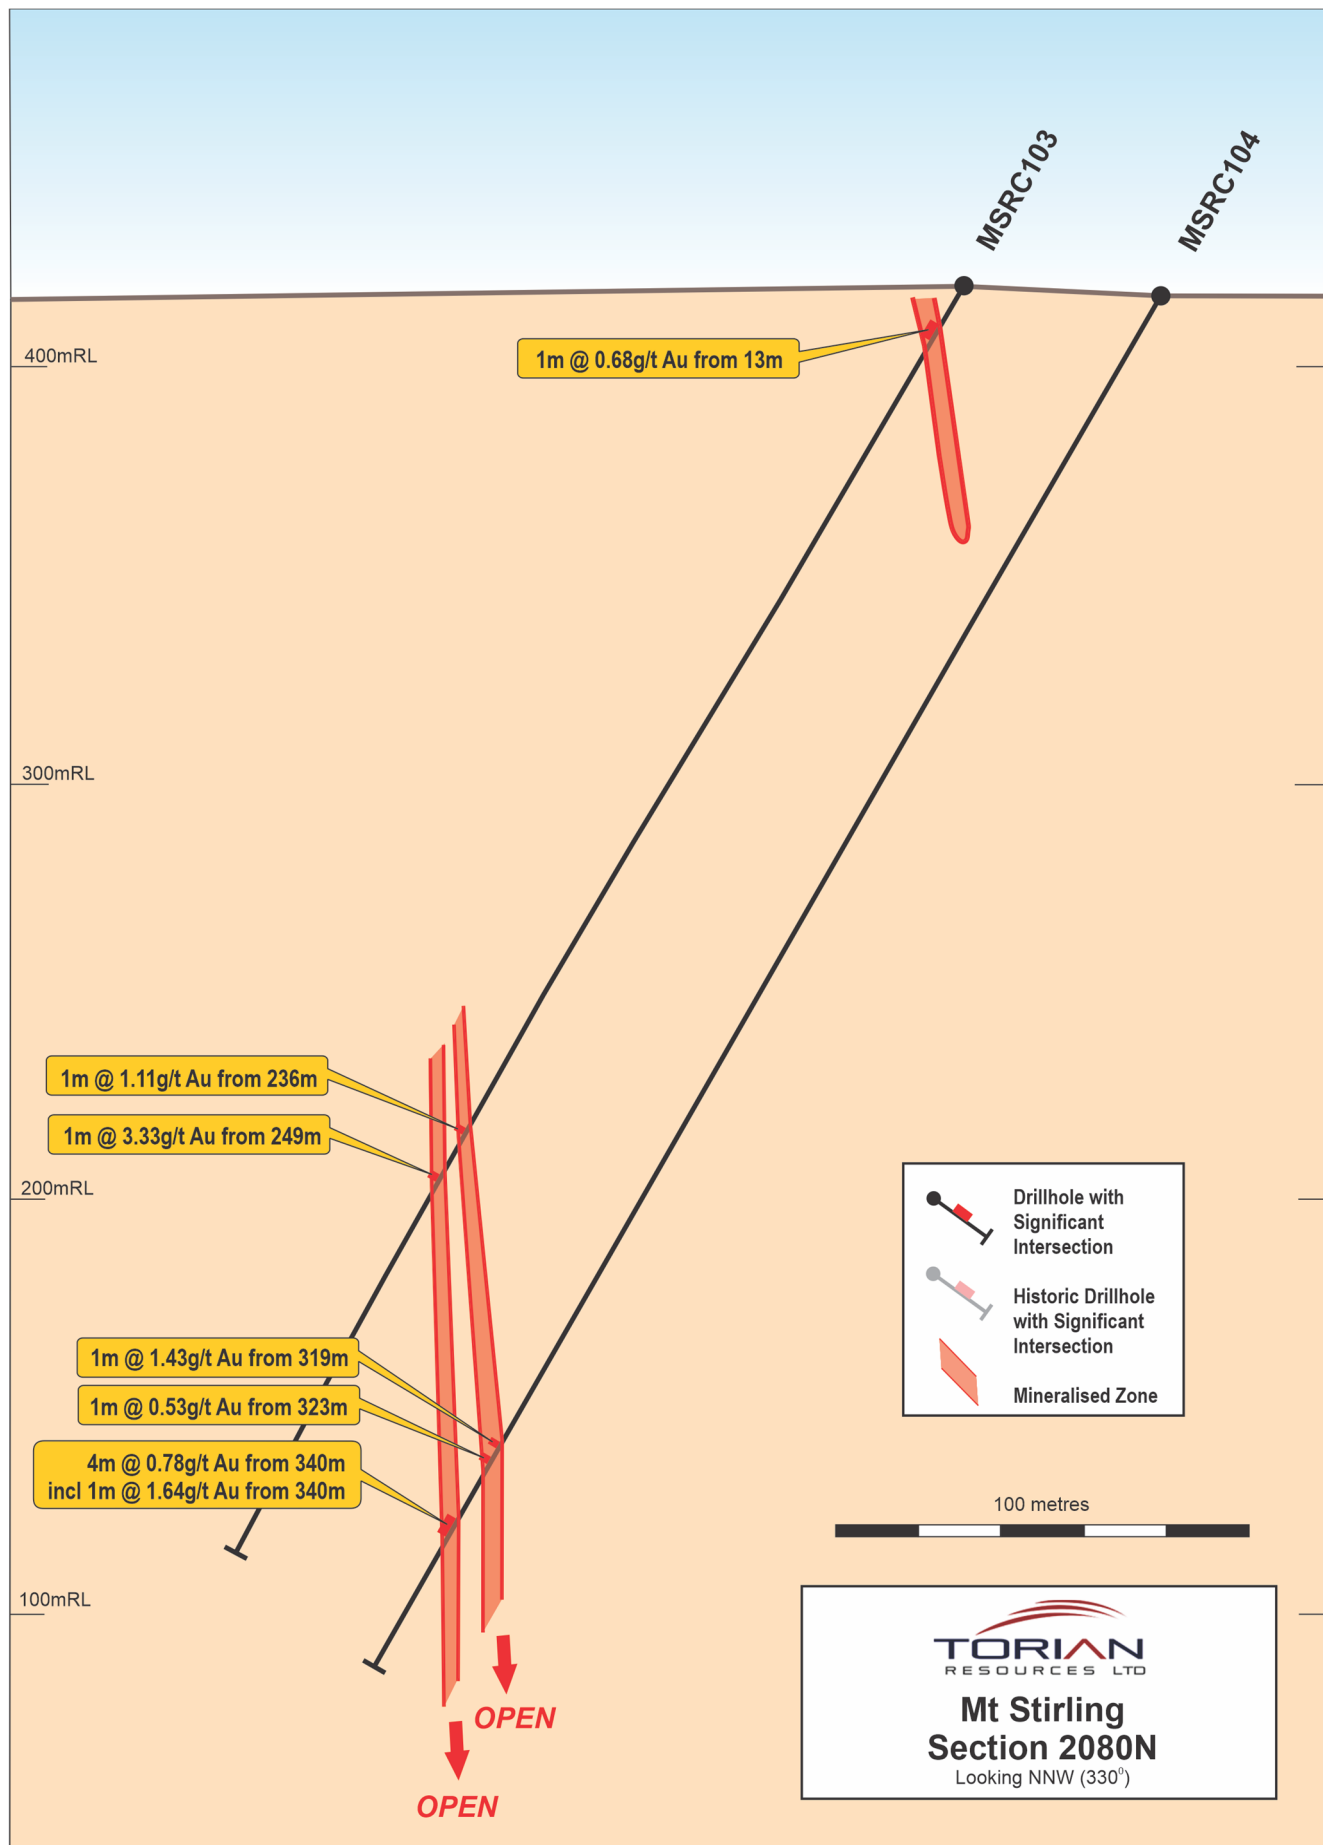 MSRC103
MSRC104
400mRL
1m @ 0.68g/t Au from 13m
300mRL
1m @ 1.11g/t Au from 236m
1m @ 3.33g/t Au from 249m
200mRL
Drillhole with
Significant
Intersection
Historic Drillhole
with Significant
Intersection
Mineralised Zone
1m @ 1.43g/t Au from 319m
1m @ 0.53g/t Au from 323m
4m @ 0.78g/t Au from 340m
incl 1m @ 1.64g/t Au from 340m
100 metres
100mRL
OPEN
OPEN
TORIAN
RESOURCES LTD
Mt Stirling
Section 2080N
Looking NNW (330⁰)